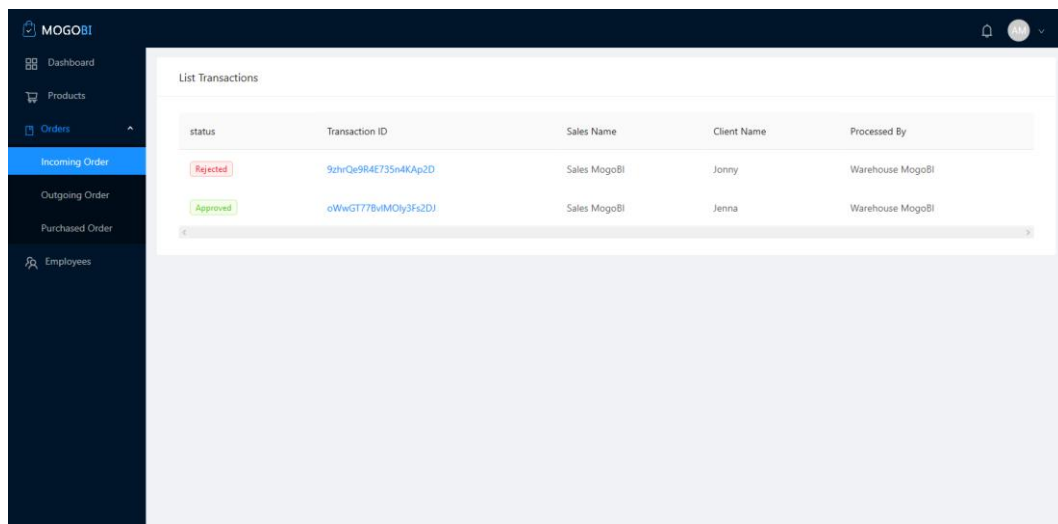 MOGOBI
AM
Dashboard
Products
Orders
Incoming Order
Outgoing Order
Purchased Order
Employees
List Transactions
status Transaction ID Sales Name Client Name Processed By
Rejected 9zhrQe9R4E735n4KAp2D Sales MogoBI Jonny Warehouse MogoBI
Approved oWwGT77BvIMOly3Fs2DJ Sales MogoBI Jenna Warehouse MogoBI